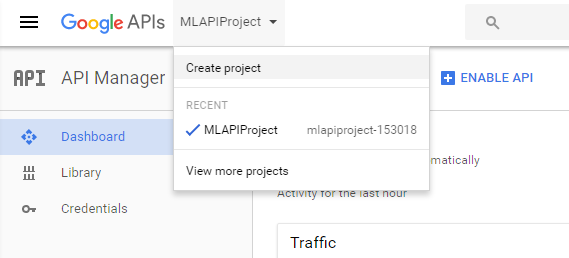 Google APIs MLAPIProject
Create project
API API Manager
ENABLE API
RECENT
MLAPIProject mlapiproject-153018
Dashboard
Library
View more projects
Credentials
Activity for the last hour
Traffic